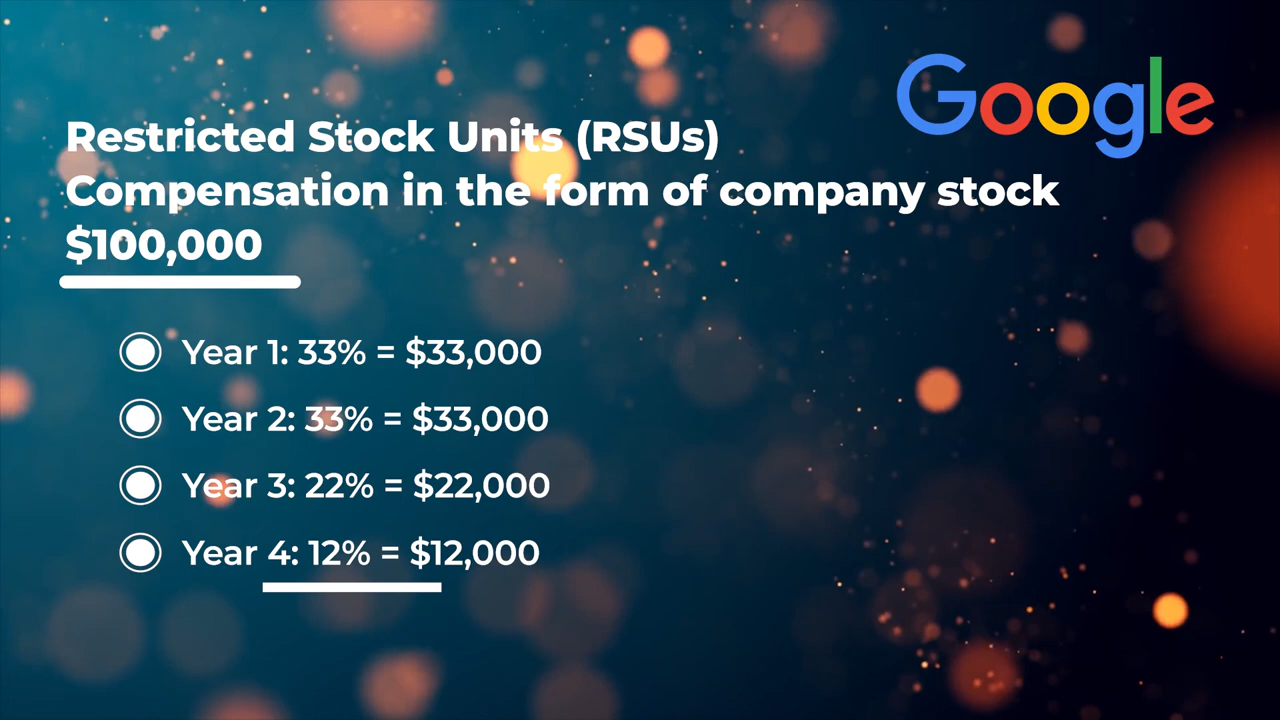 Google
Restricted Stock Units (RSUs)
Compensation in the form of company stock
$100,000
Year 1: 33% = $33,000
Year 2: 33% = $33,000
Year 3: 22% = $22,000
Year 4: 12% = $12,000